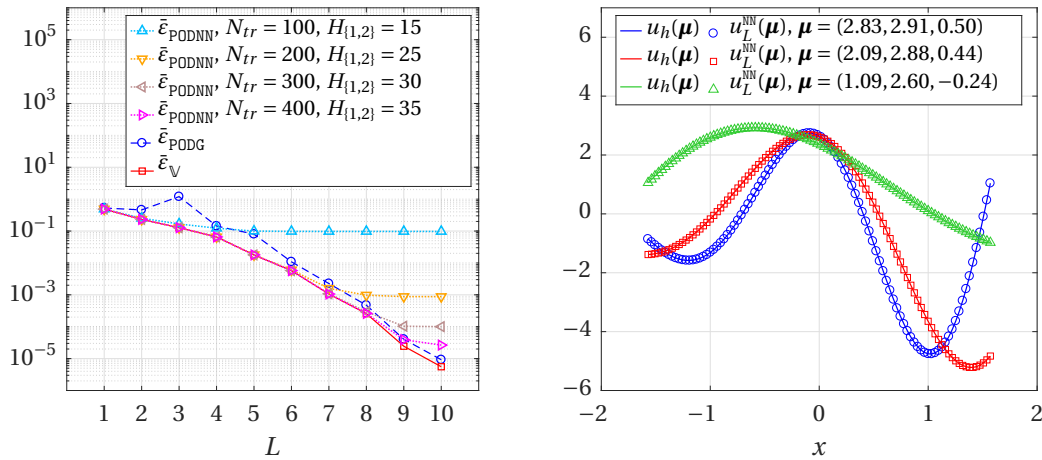 10^5
10^3
10^1
10^-1
10^-3
10^-5
ε̄_PODNN, N_tr = 100, H_{1,2} = 15
ε̄_PODNN, N_tr = 200, H_{1,2} = 25
ε̄_PODNN, N_tr = 300, H_{1,2} = 30
ε̄_PODNN, N_tr = 400, H_{1,2} = 35
ε̄_PODG
ε̄_𝕍
1 2 3 4 5 6 7 8 9 10
L
6
4
2
0
−2
−4
−6
u_h(μ) u_L^NN(μ), μ = (2.83, 2.91, 0.50)
u_h(μ) u_L^NN(μ), μ = (2.09, 2.88, 0.44)
u_h(μ) u_L^NN(μ), μ = (1.09, 2.60, −0.24)
−2 −1 0 1 2
x